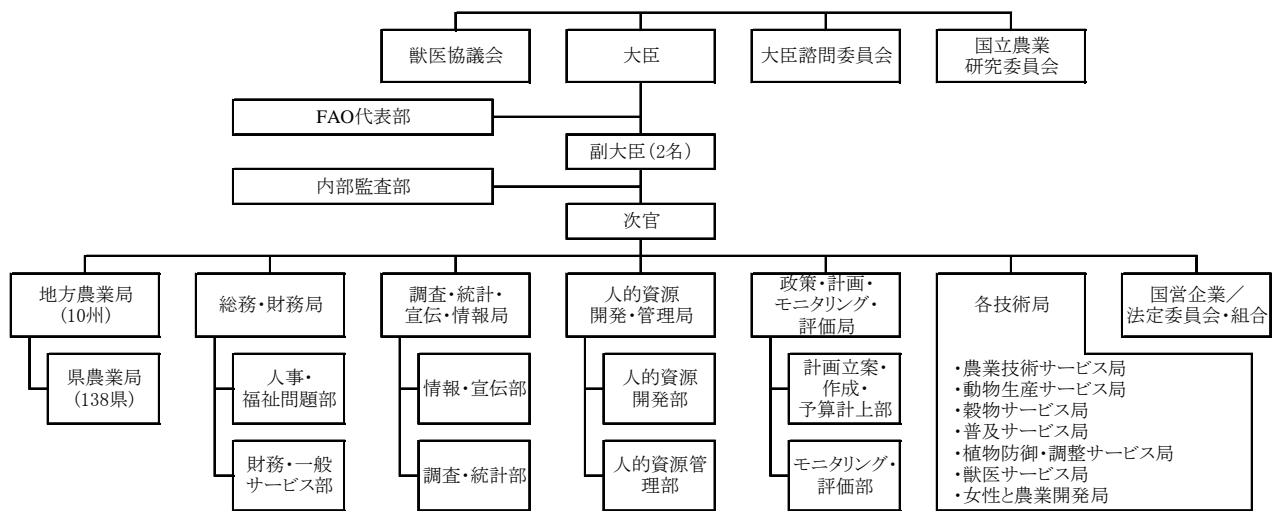 獣医協議会
大臣
大臣諮問委員会
国立農業
研究委員会
FAO代表部
副大臣(2名)
内部監査部
次官
地方農業局
(10州)
総務・財務局
調査・統計・
宣伝・情報局
人的資源
開発・管理局
政策・計画・
モニタリング・
評価局
各技術局
国営企業／
法定委員会・組合
県農業局
(138県)
人事・
福祉問題部
情報・宣伝部
人的資源
開発部
計画立案・
作成・
予算計上部
・農業技術サービス局
・動物生産サービス局
・穀物サービス局
・普及サービス局
・植物防御・調整サービス局
・獣医サービス局
・女性と農業開発局
財務・一般
サービス部
調査・統計部
人的資源管
理部
モニタリング・
評価部